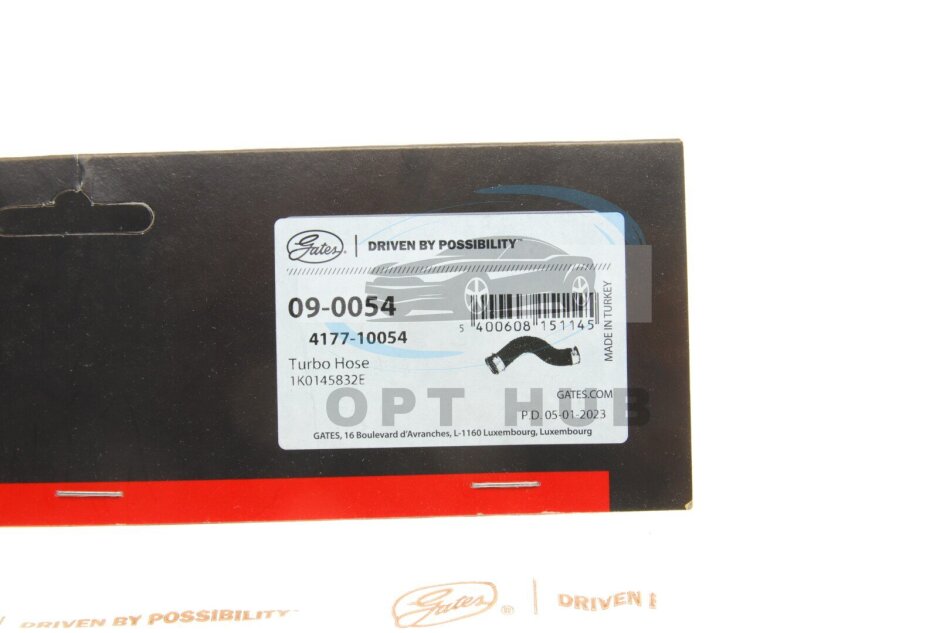 Gates® | DRIVEN BY POSSIBILITY™
09-0054
4177-10054
Turbo Hose
1K0145832E
5 400608 151145
MADE IN TURKEY
GATES.COM
P.D. 05-01-2023
OPT HUB
GATES, 16 Boulevard d'Avranches, L-1160 Luxembourg, Luxembourg
DRIVEN BY POSSIBILITY™ Gates® | DRIVEN